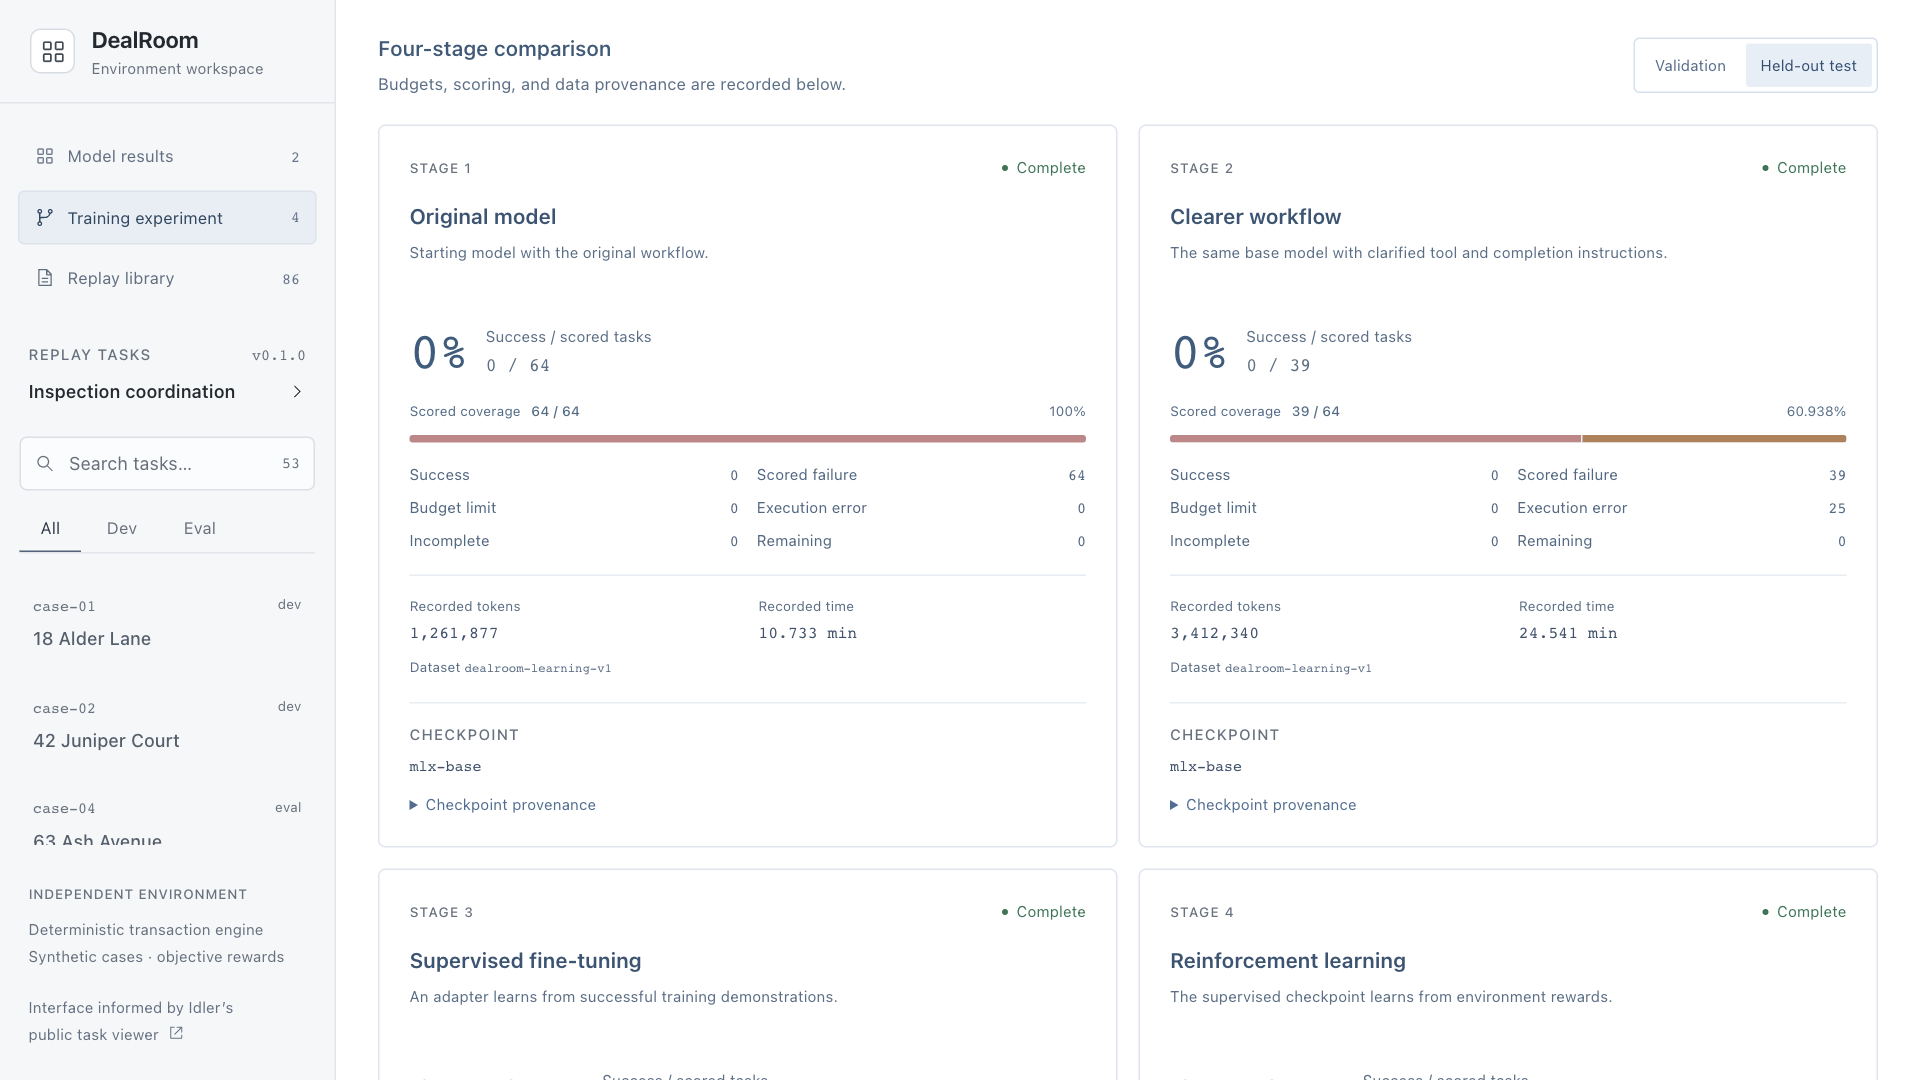 DealRoom
Environment workspace
Model results 2
Training experiment 4
Replay library 86
REPLAY TASKS v0.1.0
Inspection coordination
Search tasks... 53
All Dev Eval
case-01 dev
18 Alder Lane
case-02 dev
42 Juniper Court
case-04 eval
63 Ash Avenue
INDEPENDENT ENVIRONMENT
Deterministic transaction engine
Synthetic cases · objective rewards
Interface informed by Idler's
public task viewer
Four-stage comparison
Budgets, scoring, and data provenance are recorded below.
Validation Held-out test
STAGE 1 Complete
Original model
Starting model with the original workflow.
0% Success / scored tasks
0 / 64
Scored coverage 64 / 64 100%
Success 0 Scored failure 64
Budget limit 0 Execution error 0
Incomplete 0 Remaining 0
Recorded tokens Recorded time
1,261,877 10.733 min
Dataset dealroom-learning-v1
CHECKPOINT
mlx-base
Checkpoint provenance
STAGE 2 Complete
Clearer workflow
The same base model with clarified tool and completion instructions.
0% Success / scored tasks
0 / 39
Scored coverage 39 / 64 60.938%
Success 0 Scored failure 39
Budget limit 0 Execution error 25
Incomplete 0 Remaining 0
Recorded tokens Recorded time
3,412,340 24.541 min
Dataset dealroom-learning-v1
CHECKPOINT
mlx-base
Checkpoint provenance
STAGE 3 Complete
Supervised fine-tuning
An adapter learns from successful training demonstrations.
Success / scored tasks
STAGE 4 Complete
Reinforcement learning
The supervised checkpoint learns from environment rewards.
Success / scored tasks